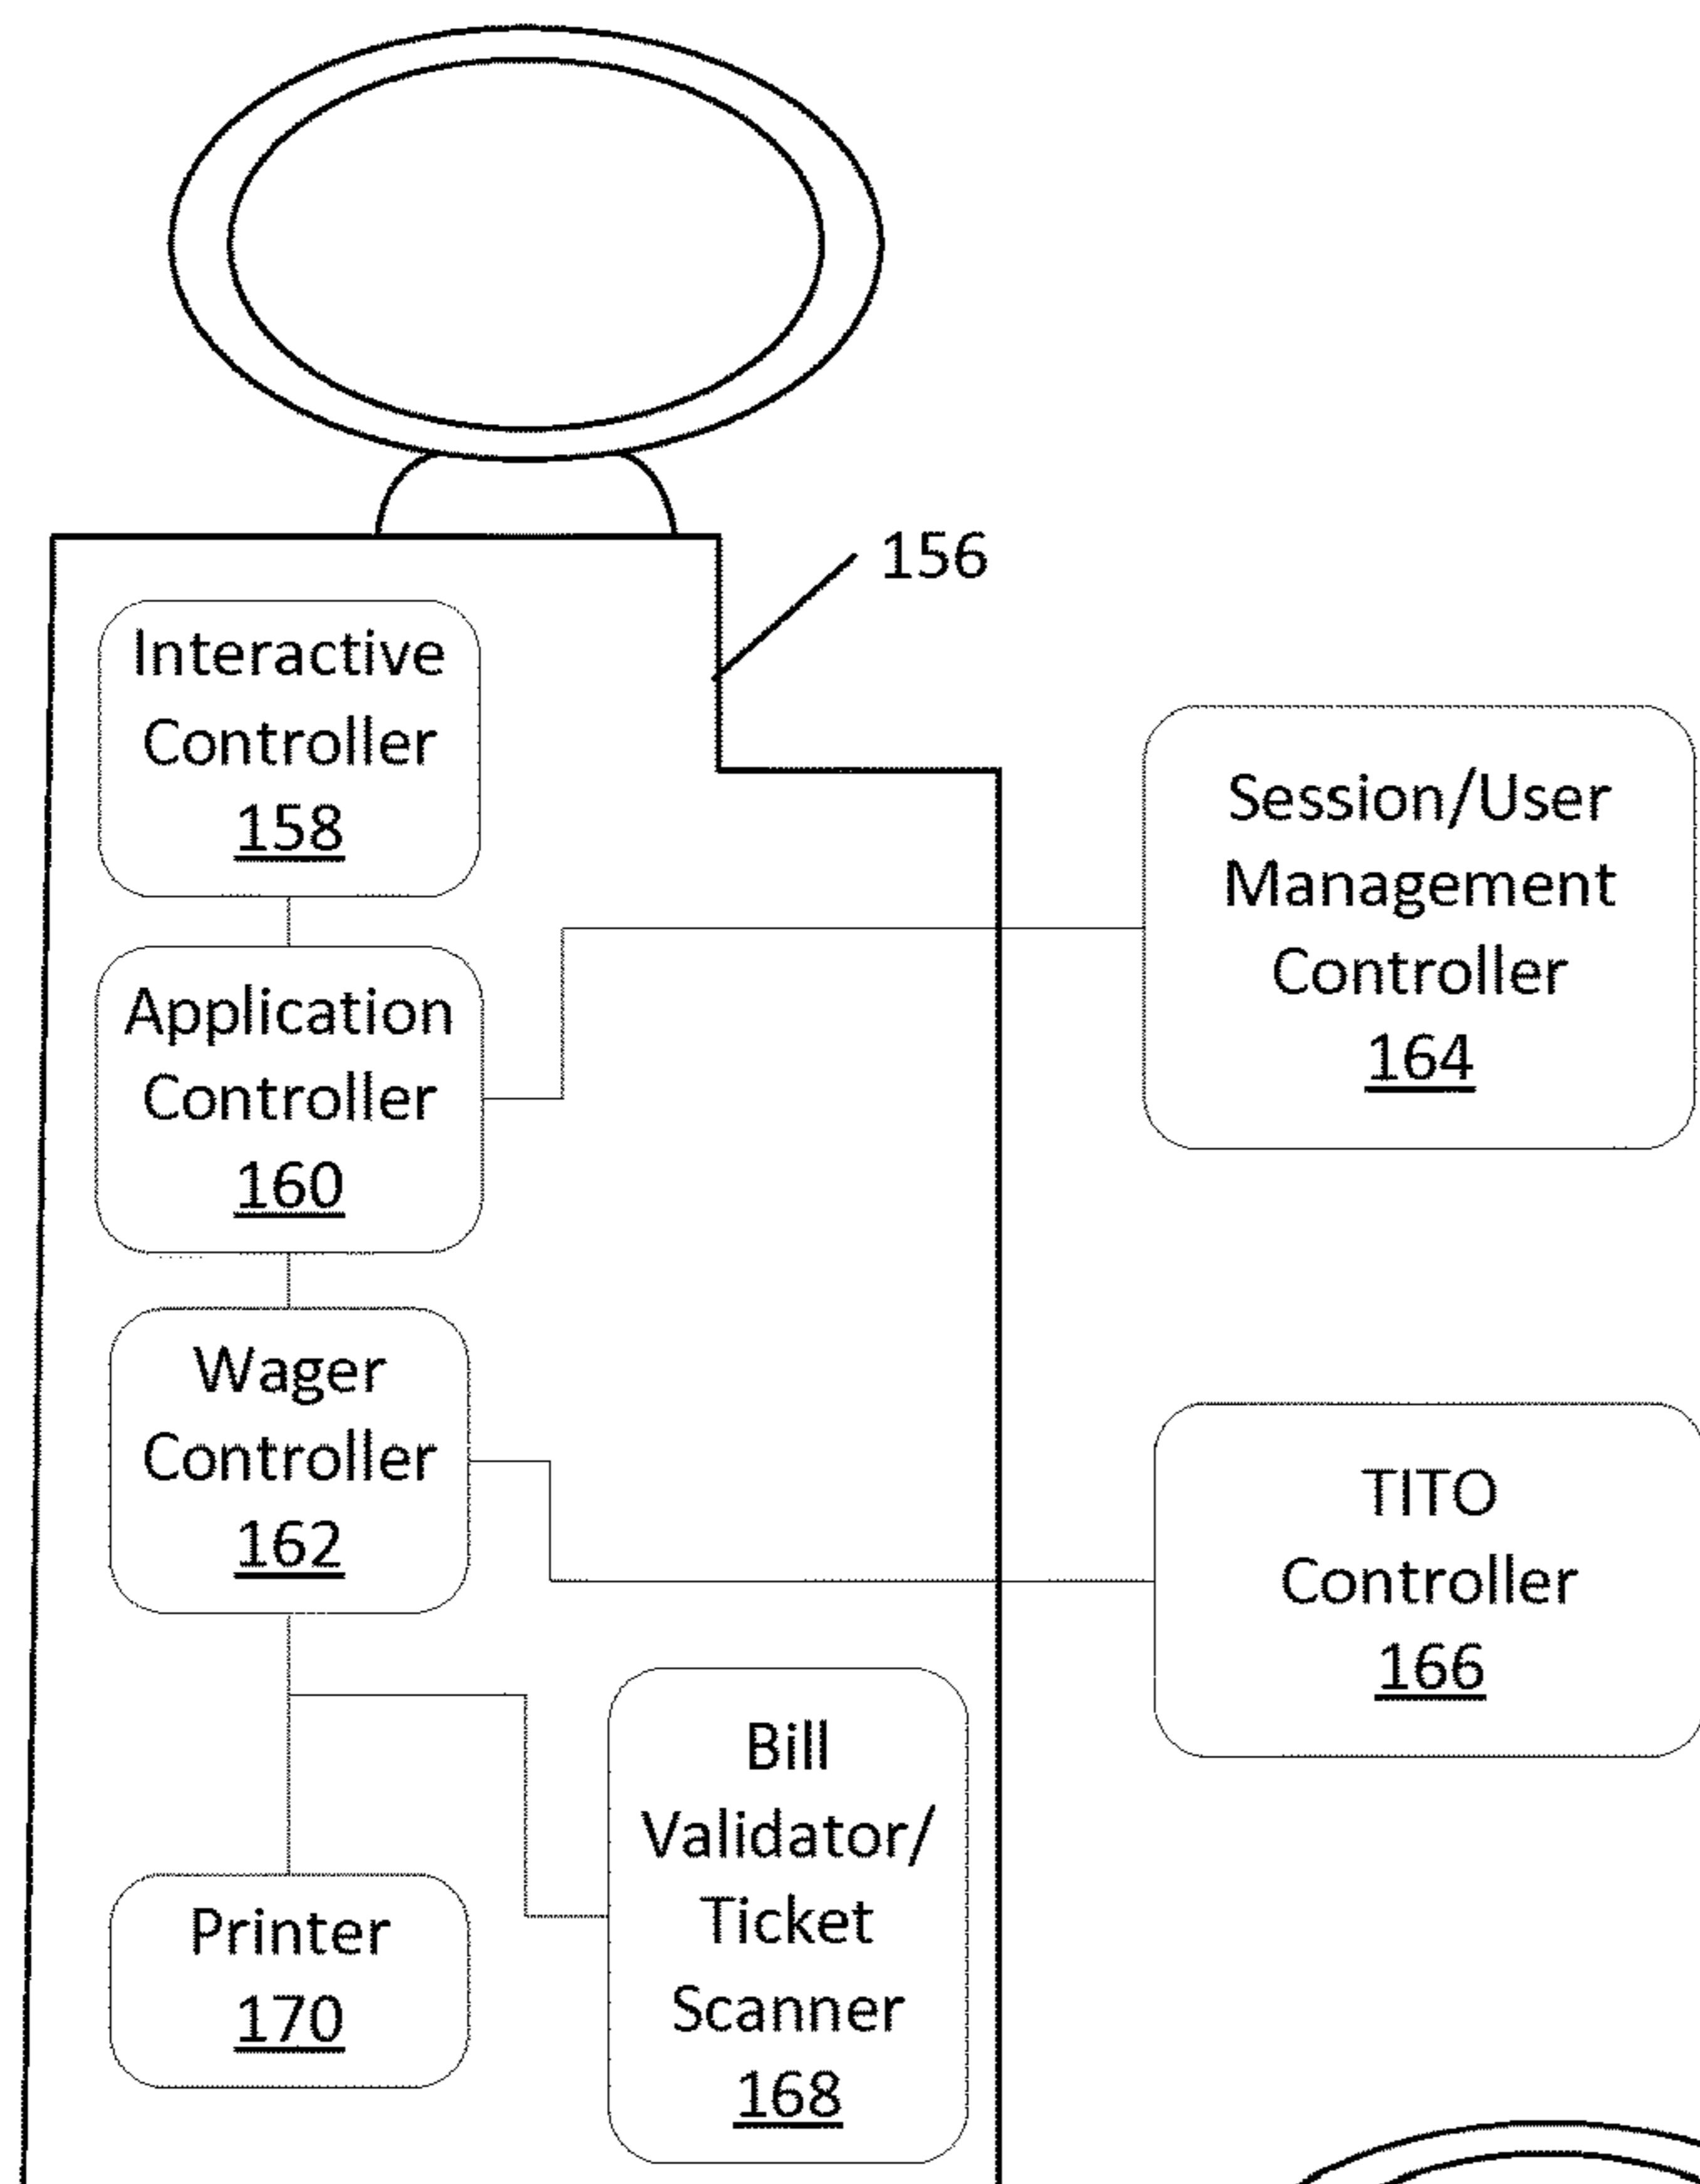 156
Interactive
Controller
158
Session/User
Management
Controller
164
Application
Controller
160
Wager
Controller
162
TITO
Controller
166
Bill
Validator/
Ticket
Scanner
168
Printer
170